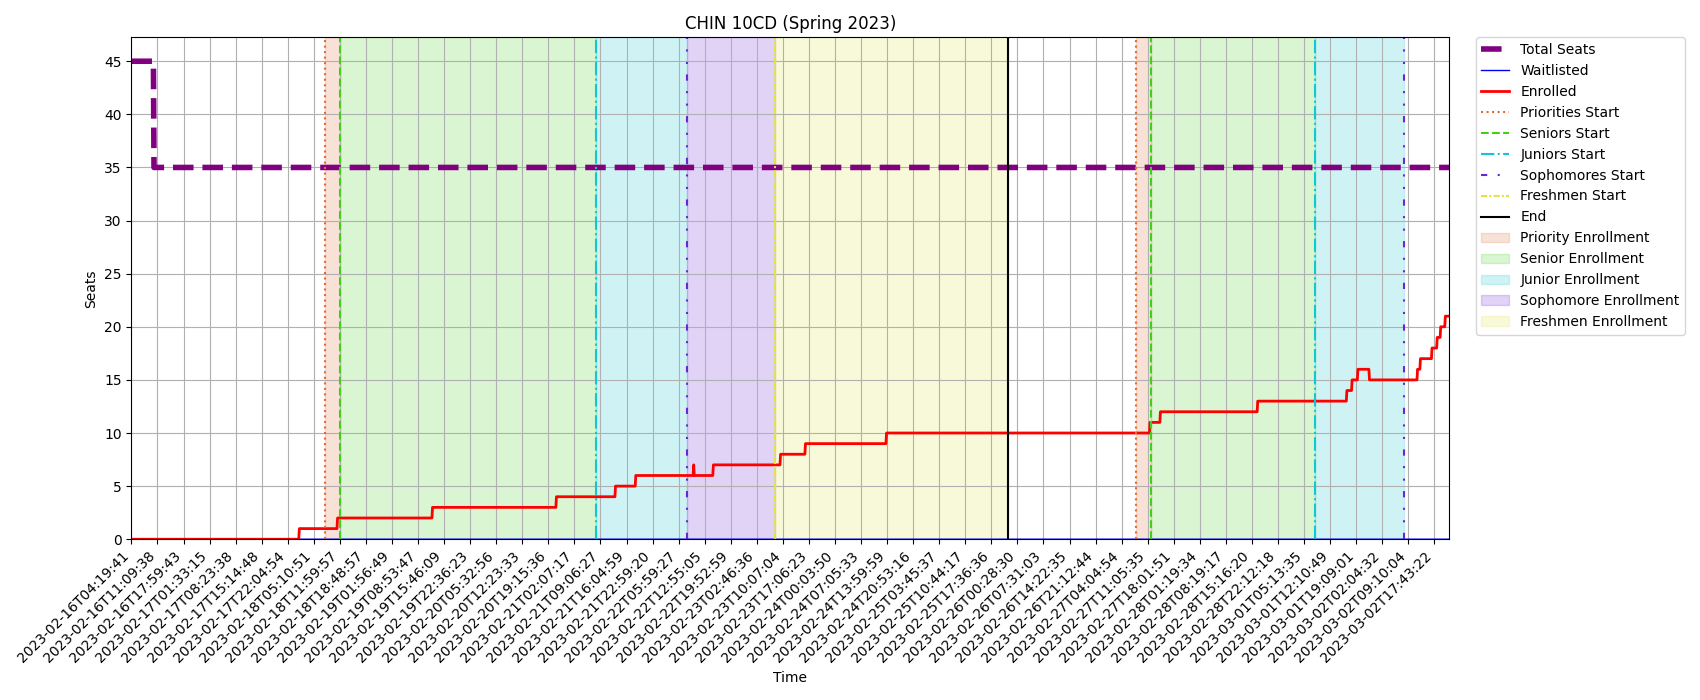 CHIN 10CD (Spring 2023)
Seats
45
40
35
30
25
20
15
10
5
0
2023-02-16T04:19:41
2023-02-16T11:09:38
2023-02-16T17:59:43
2023-02-17T01:33:15
2023-02-17T08:23:38
2023-02-17T15:14:48
2023-02-17T22:04:54
2023-02-18T05:10:51
2023-02-18T11:59:57
2023-02-18T18:48:57
2023-02-19T01:56:49
2023-02-19T08:53:47
2023-02-19T15:46:09
2023-02-19T22:36:23
2023-02-20T05:32:56
2023-02-20T12:23:33
2023-02-20T19:15:36
2023-02-21T02:07:17
2023-02-21T09:06:27
2023-02-21T16:04:59
2023-02-21T22:59:20
2023-02-22T05:59:27
2023-02-22T12:55:05
2023-02-22T19:52:59
2023-02-23T02:46:36
2023-02-23T10:07:04
2023-02-23T17:06:23
2023-02-24T00:03:50
2023-02-24T07:05:33
2023-02-24T13:59:59
2023-02-24T20:53:16
2023-02-25T03:45:37
2023-02-25T10:44:17
2023-02-25T17:36:36
2023-02-26T00:28:30
2023-02-26T07:31:03
2023-02-26T14:22:35
2023-02-26T21:12:44
2023-02-27T04:04:54
2023-02-27T11:05:35
2023-02-27T18:01:51
2023-02-28T01:19:34
2023-02-28T08:19:17
2023-02-28T15:16:20
2023-02-28T22:12:18
2023-03-01T05:13:35
2023-03-01T12:10:49
2023-03-01T19:09:01
2023-03-02T02:04:32
2023-03-02T09:10:04
2023-03-02T17:43:22
Time
Total Seats
Waitlisted
Enrolled
Priorities Start
Seniors Start
Juniors Start
Sophomores Start
Freshmen Start
End
Priority Enrollment
Senior Enrollment
Junior Enrollment
Sophomore Enrollment
Freshmen Enrollment